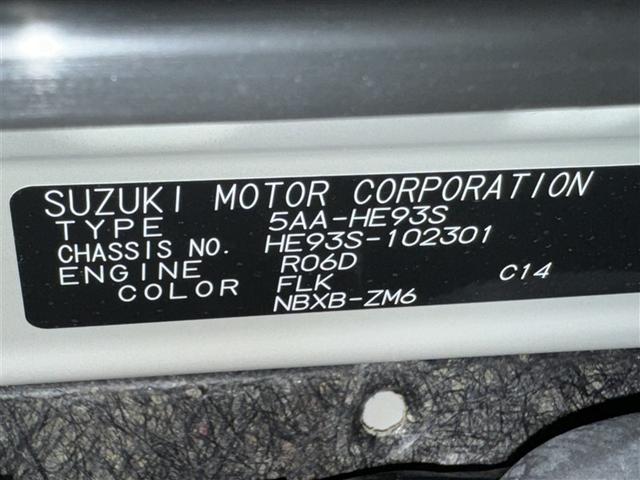 SUZUKI MOTOR CORPORATION
TYPE 5AA-HE93S
CHASSIS NO. HE93S-102301
ENGINE R06D
COLOR FLK C14
NBXB-ZM6